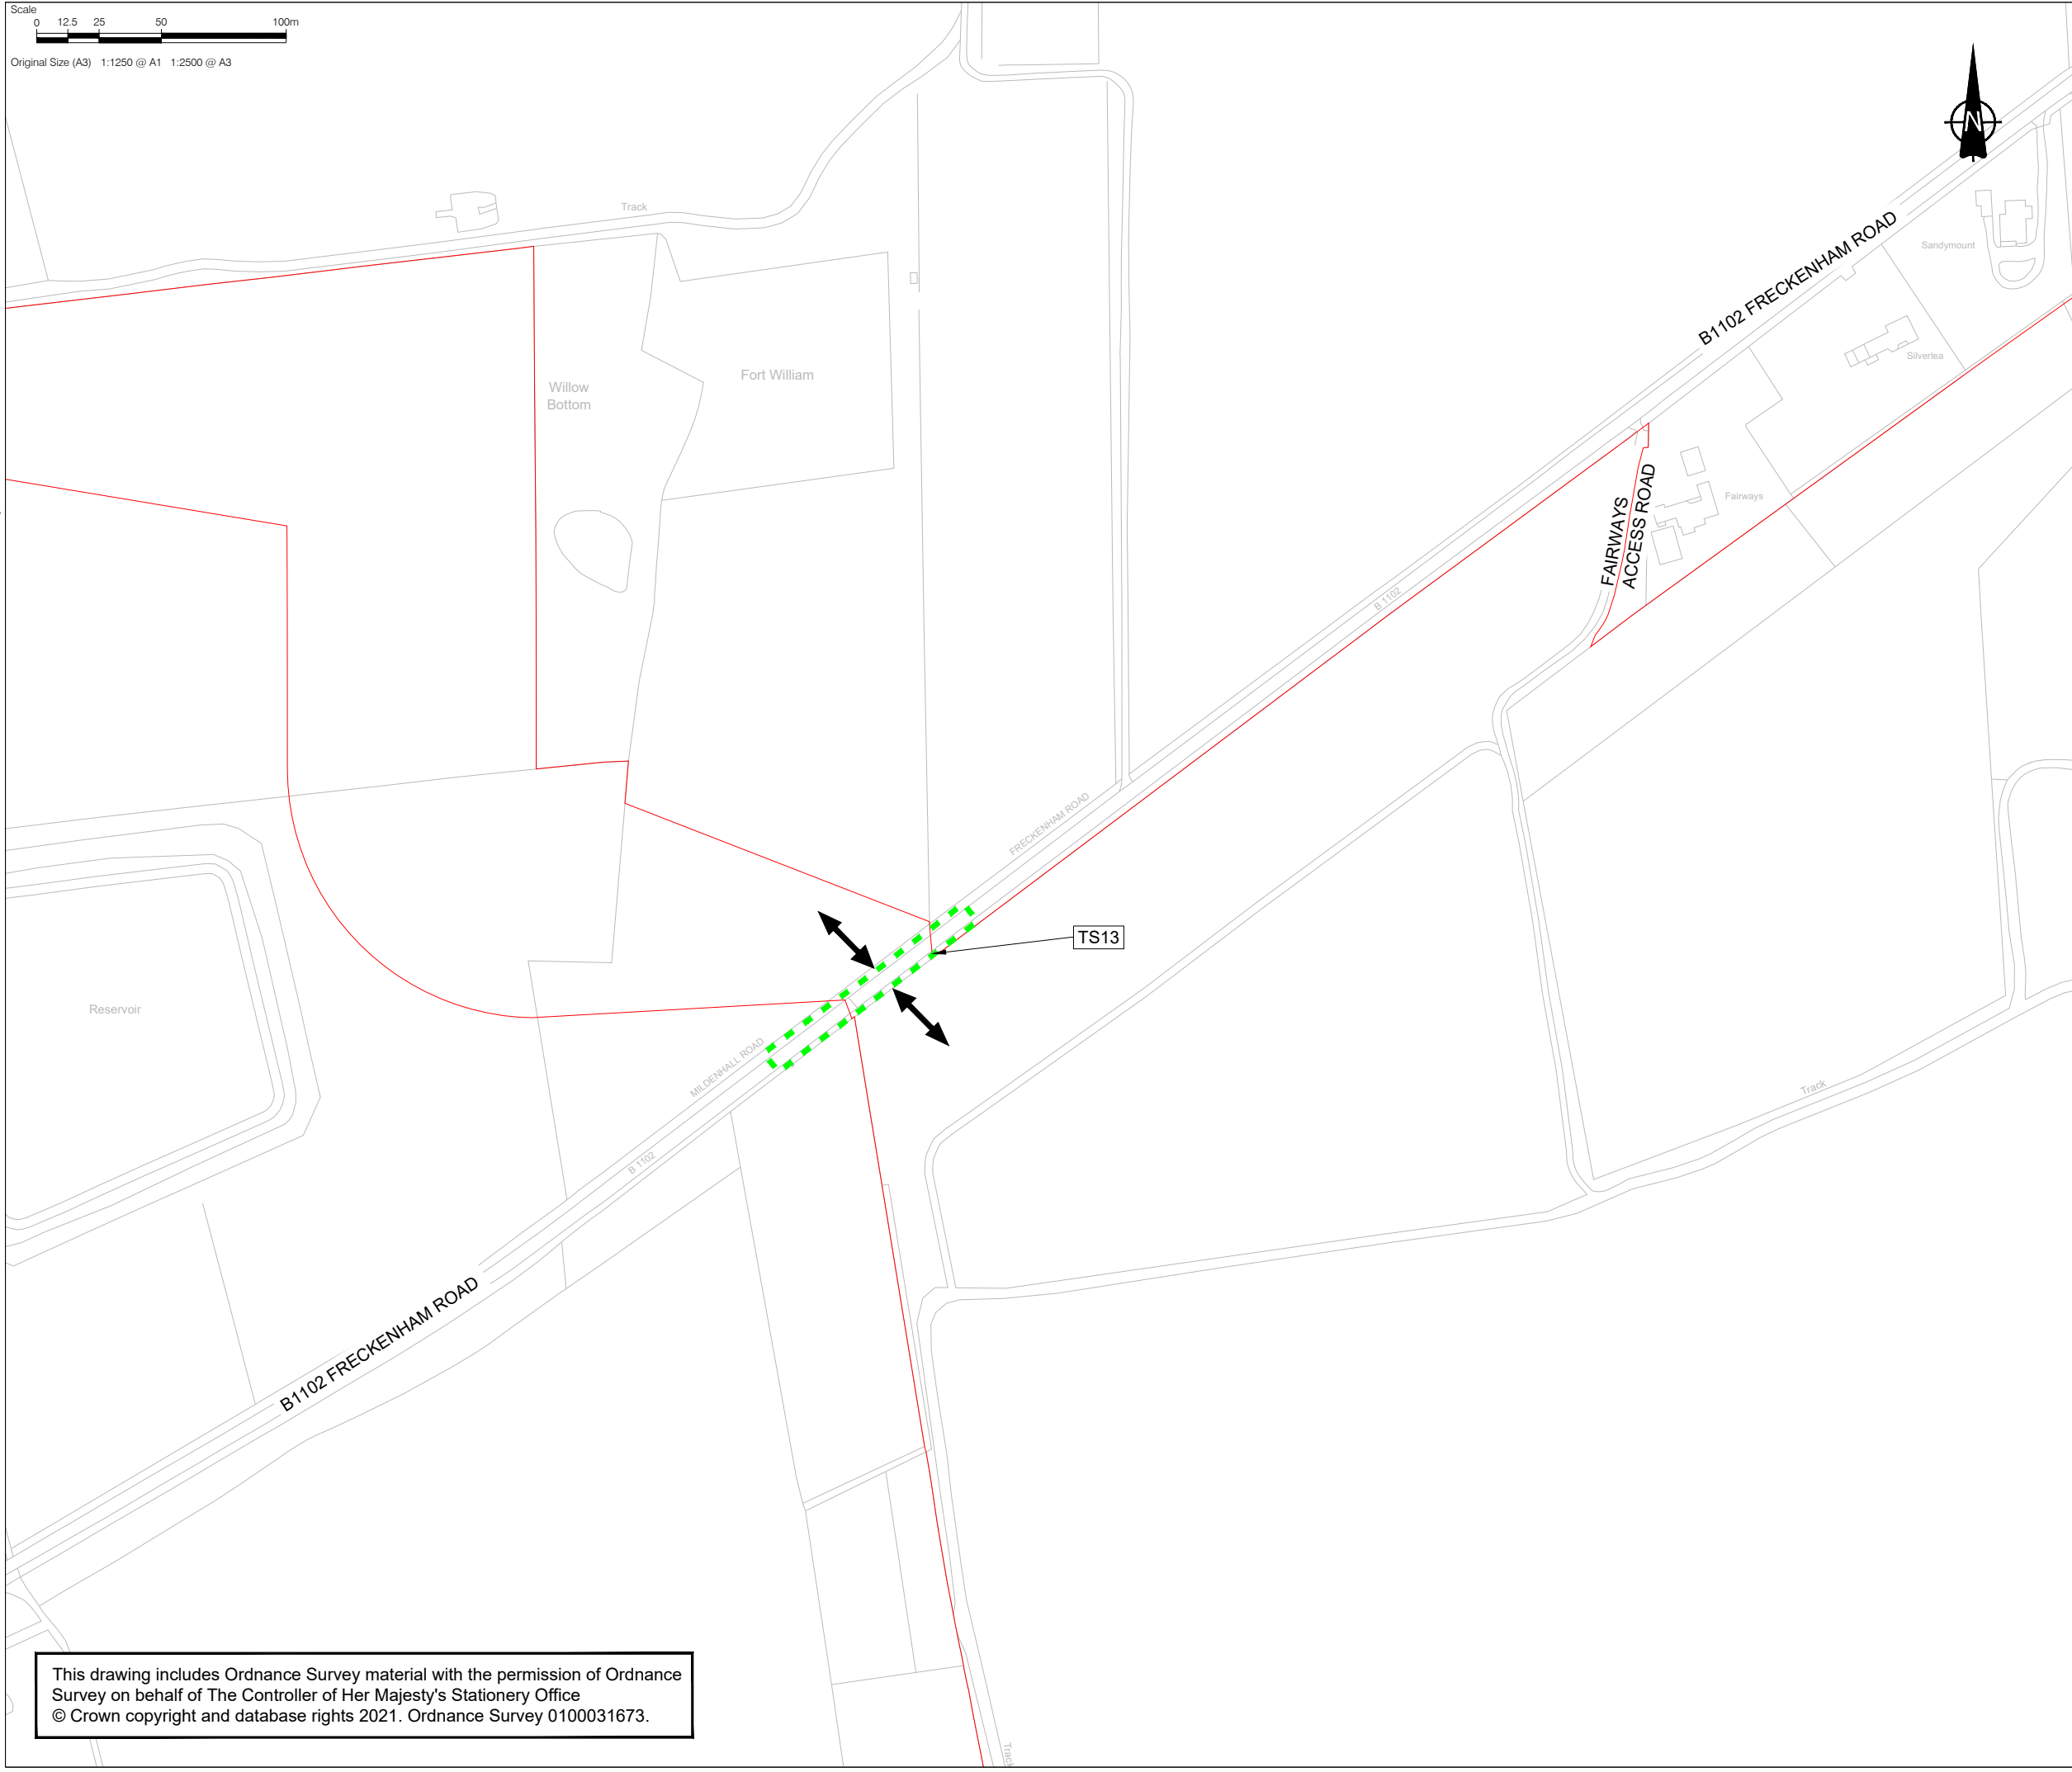 Scale
0 12.5 25 50 100m
Original Size (A3) 1:1250 @ A1 1:2500 @ A3
N
Track
B1102 FRECKENHAM ROAD
Sandymount
Silverlea
Willow
Bottom
Fort William
FAIRWAYS
ACCESS ROAD
Fairways
B 1102
FRECKENHAM ROAD
TS13
Reservoir
MILDENHALL ROAD
Track
B 1102
B1102 FRECKENHAM ROAD
This drawing includes Ordnance Survey material with the permission of Ordnance
Survey on behalf of The Controller of Her Majesty's Stationery Office
© Crown copyright and database rights 2021. Ordnance Survey 0100031673.
Track